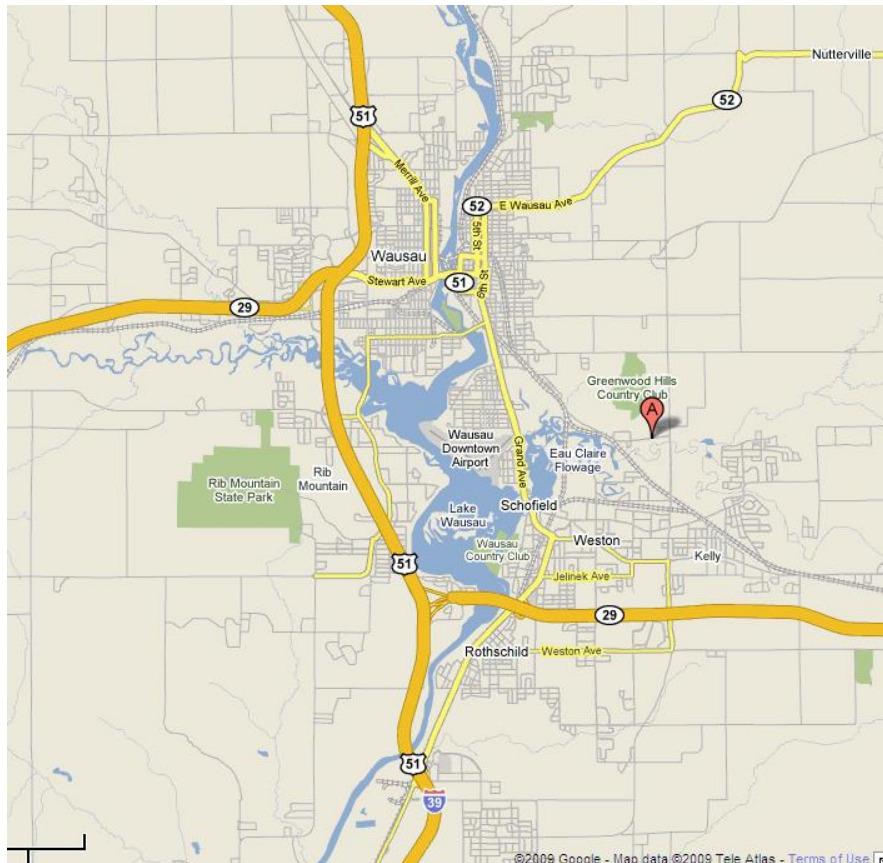 Nutterville
52
51
Merrill Ave
52
E Wausau Ave
5th St
Wausau
Stewart Ave
51
6th St
29
Greenwood Hills
Country Club
A
Wausau
Downtown
Airport
Grand Ave
Eau Claire
Flowage
Rib
Mountain
Rib Mountain
State Park
Lake
Wausau
Schofield
Wausau
Country Club
Weston
Kelly
51
Jelinek Ave
29
Rothschild
Weston Ave
51
39
©2009 Google - Map data ©2009 Tele Atlas - Terms of Use